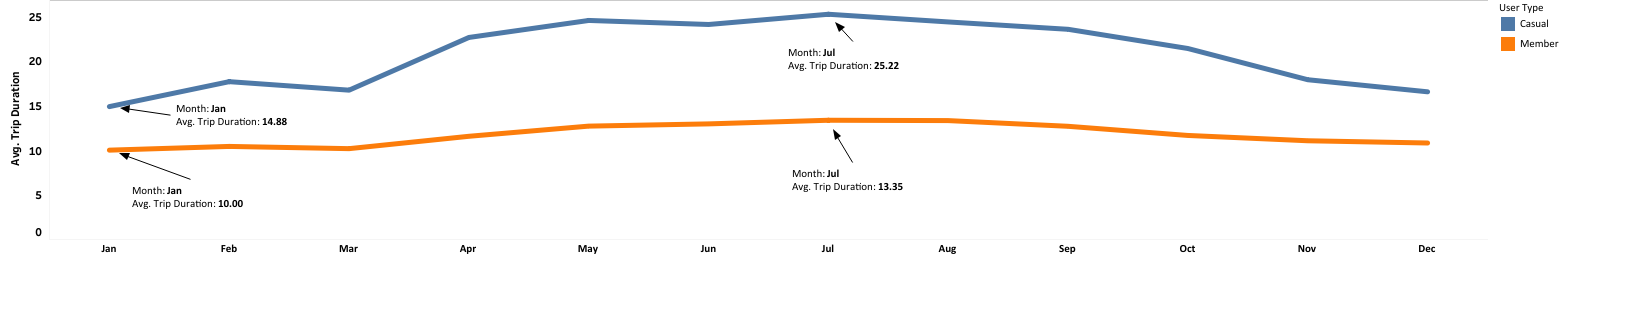 User Type
Casual
Member
Avg. Trip Duration
25
20
15
10
5
0
Month: Jul
Avg. Trip Duration: 25.22
Month: Jan
Avg. Trip Duration: 14.88
Month: Jul
Avg. Trip Duration: 13.35
Month: Jan
Avg. Trip Duration: 10.00
Jan Feb Mar Apr May Jun Jul Aug Sep Oct Nov Dec